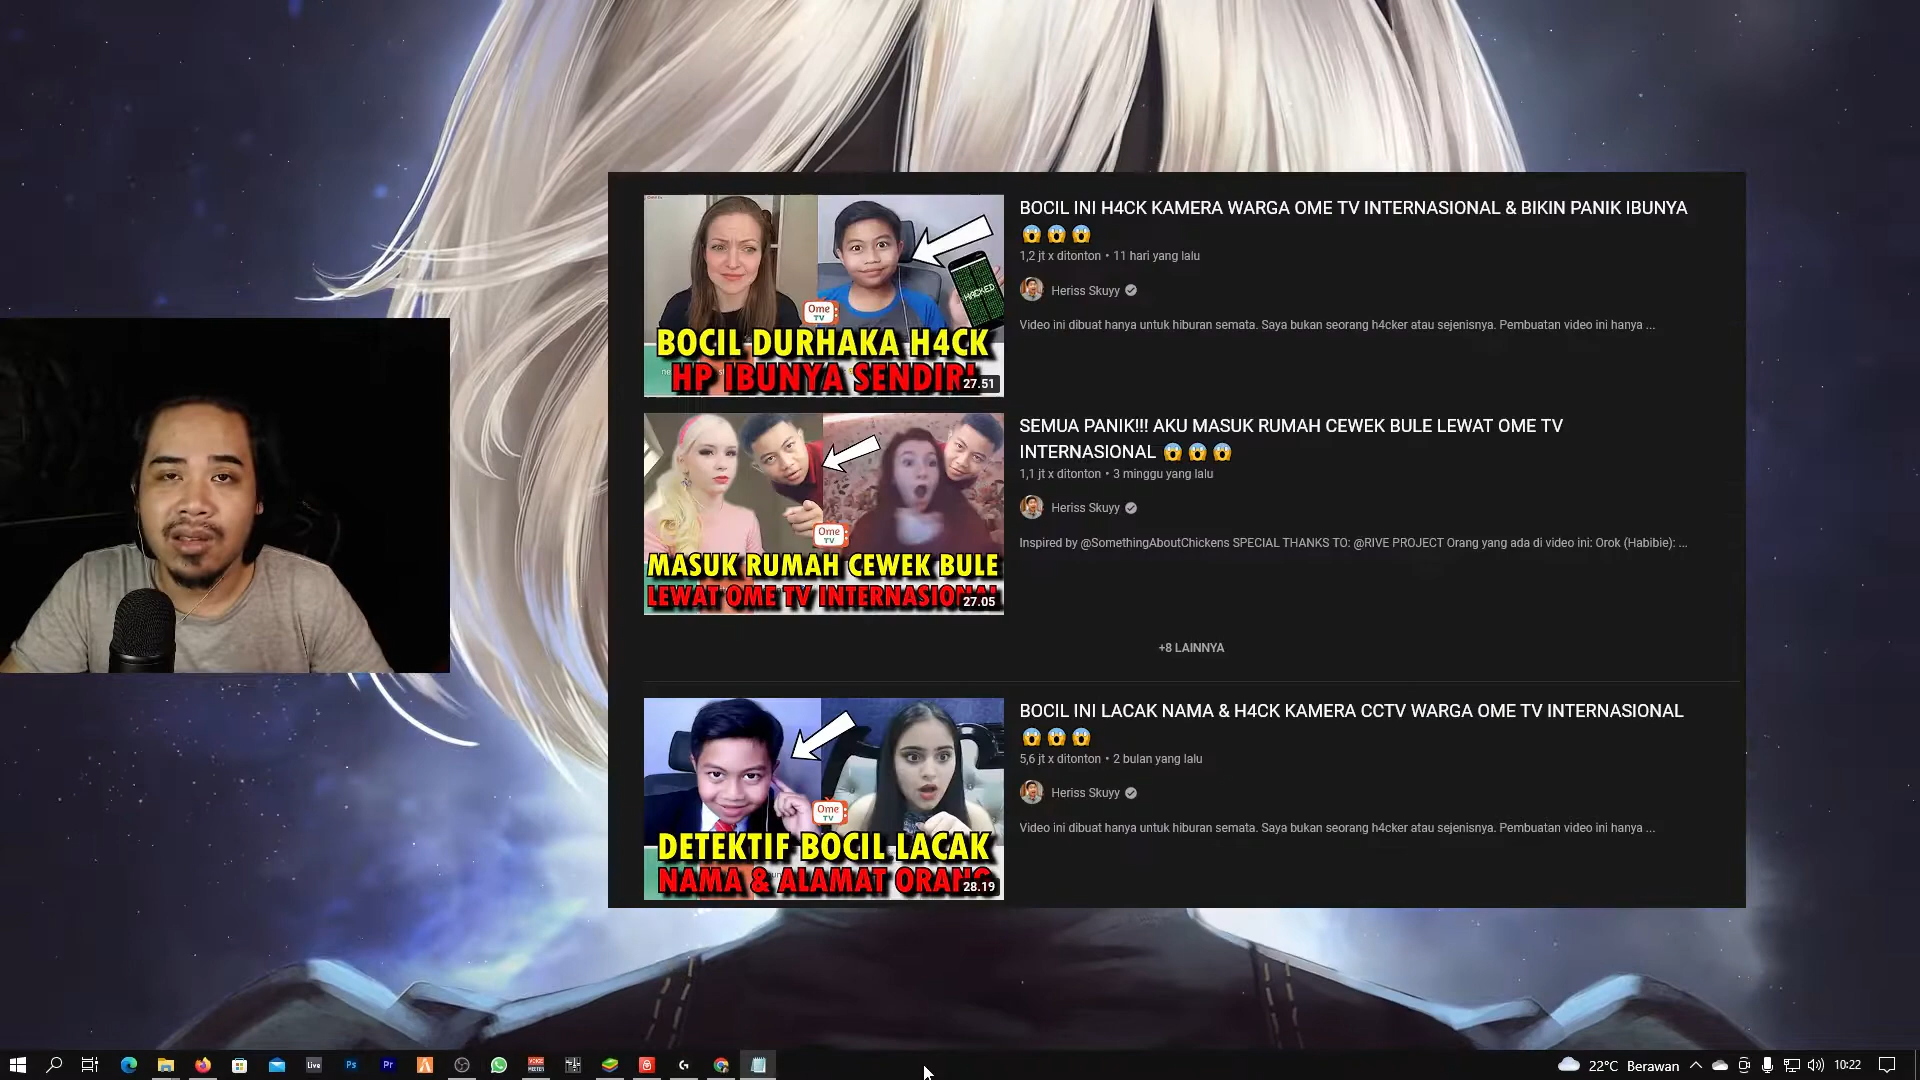 BOCIL INI H4CK KAMERA WARGA OME TV INTERNASIONAL & BIKIN PANIK IBUNYA
😱😱😱
1,2 jt x ditonton • 11 hari yang lalu
Heriss Skuyy
Video ini dibuat hanya untuk hiburan semata. Saya bukan seorang h4cker atau sejenisnya. Pembuatan video ini hanya ...
HACKED
Ome
TV
BOCIL DURHAKA H4CK
HP IBUNYA SENDIRI
27.51
SEMUA PANIK!!! AKU MASUK RUMAH CEWEK BULE LEWAT OME TV
INTERNASIONAL 😱😱😱
1,1 jt x ditonton • 3 minggu yang lalu
Heriss Skuyy
Inspired by @SomethingAboutChickens SPECIAL THANKS TO: @RIVE PROJECT Orang yang ada di video ini: Orok (Habibie): ...
Ome
TV
MASUK RUMAH CEWEK BULE
LEWAT OME TV INTERNASIONAL
27.05
+8 LAINNYA
BOCIL INI LACAK NAMA & H4CK KAMERA CCTV WARGA OME TV INTERNASIONAL
😱😱😱
5,6 jt x ditonton • 2 bulan yang lalu
Heriss Skuyy
Video ini dibuat hanya untuk hiburan semata. Saya bukan seorang h4cker atau sejenisnya. Pembuatan video ini hanya ...
Ome
TV
DETEKTIF BOCIL LACAK
NAMA & ALAMAT ORANG
28.19
live
Ps
Pr
22°C Berawan
10:22